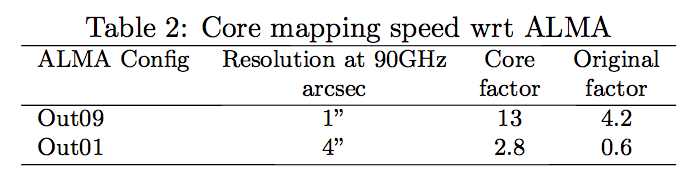 Table 2: Core mapping speed wrt ALMA
ALMA Config Resolution at 90GHz Core Original
arcsec factor factor
Out09 1” 13 4.2
Out01 4” 2.8 0.6